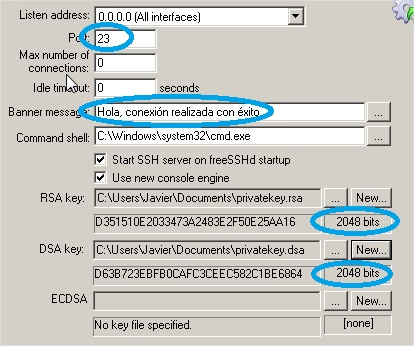 Listen address: 0.0.0.0 (All interfaces)
Port: 23
Max number of connections: 0
Idle timeout: 0 seconds
Banner message: Hola, conexión realizada con éxito ...
Command shell: C:\Windows\system32\cmd.exe ...
Start SSH server on freeSSHd startup
Use new console engine
RSA key: C:\Users\Javier\Documents\privatekey.rsa ... New...
D351510E2033473A2483E2F50E25AA16 2048 bits
DSA key: C:\Users\Javier\Documents\privatekey.dsa ... New...
D63B723EBFB0CAFC3CEEC582C1BE6864 2048 bits
ECDSA ... New...
No key file specified. [none]